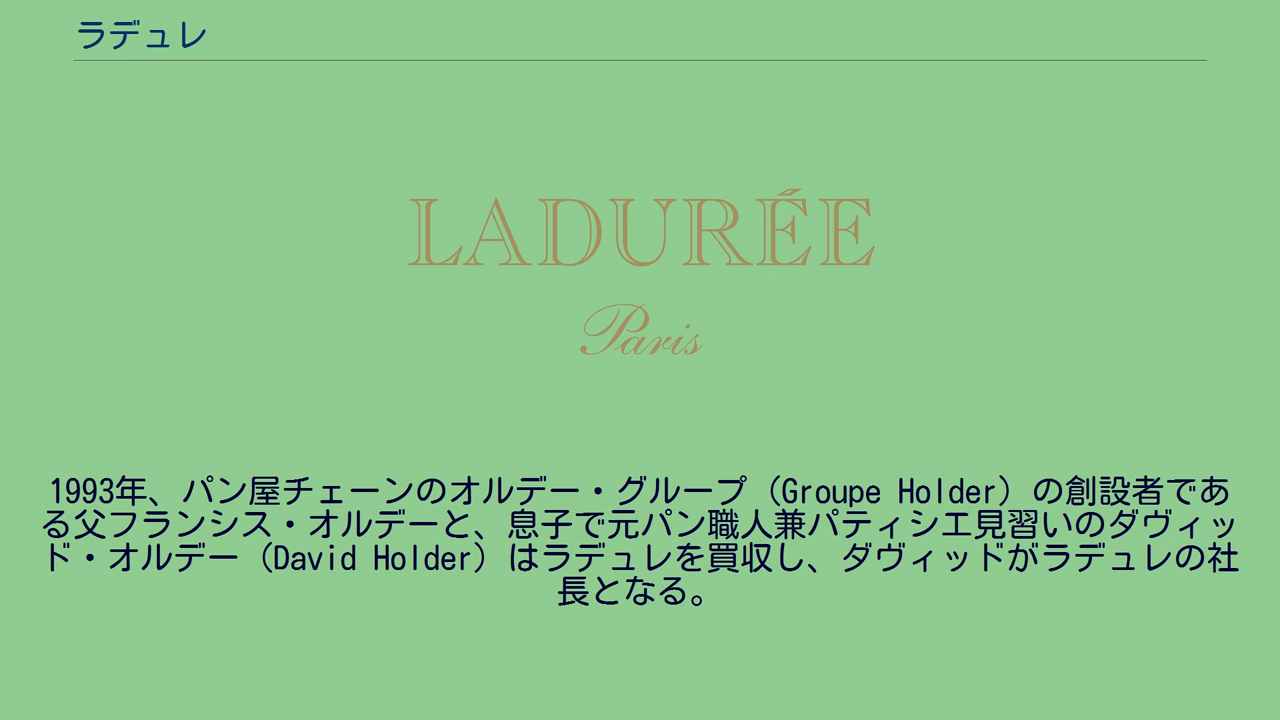 ラデュレ
LADURÉE
Paris
1993年、パン屋チェーンのオルデー・グループ（Groupe Holder）の創設者であ
る父フランシス・オルデーと、息子で元パン職人兼パティシエ見習いのダヴィッ
ド・オルデー（David Holder）はラデュレを買収し、ダヴィッドがラデュレの社
長となる。